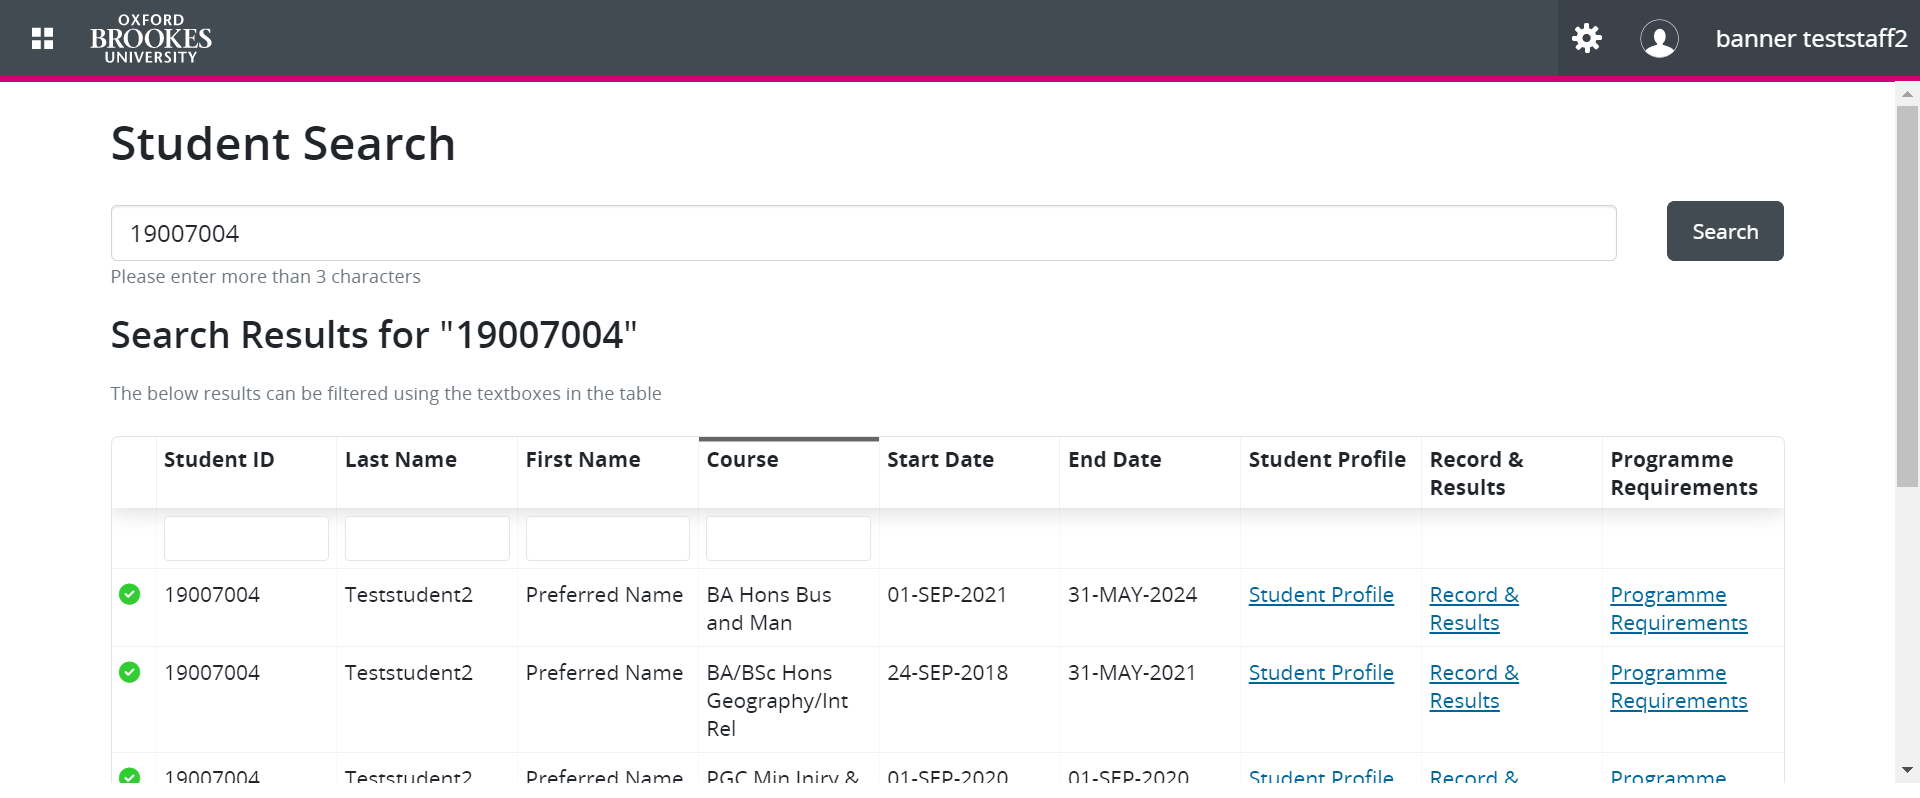 OXFORD
BROOKES
UNIVERSITY
banner teststaff2
Student Search
19007004
Search
Please enter more than 3 characters
Search Results for "19007004"
The below results can be filtered using the textboxes in the table
Student ID Last Name First Name Course Start Date End Date Student Profile Record & Programme
Results Requirements
19007004 Teststudent2 Preferred Name BA Hons Bus 01-SEP-2021 31-MAY-2024 Student Profile Record & Programme
and Man Results Requirements
19007004 Teststudent2 Preferred Name BA/BSc Hons 24-SEP-2018 31-MAY-2021 Student Profile Record & Programme
Geography/Int Results Requirements
Rel
19007004 Teststudent2 Preferred Name PGC Min Injry & 01-SEP-2020 01-SEP-2020 Student Profile Record & Programme